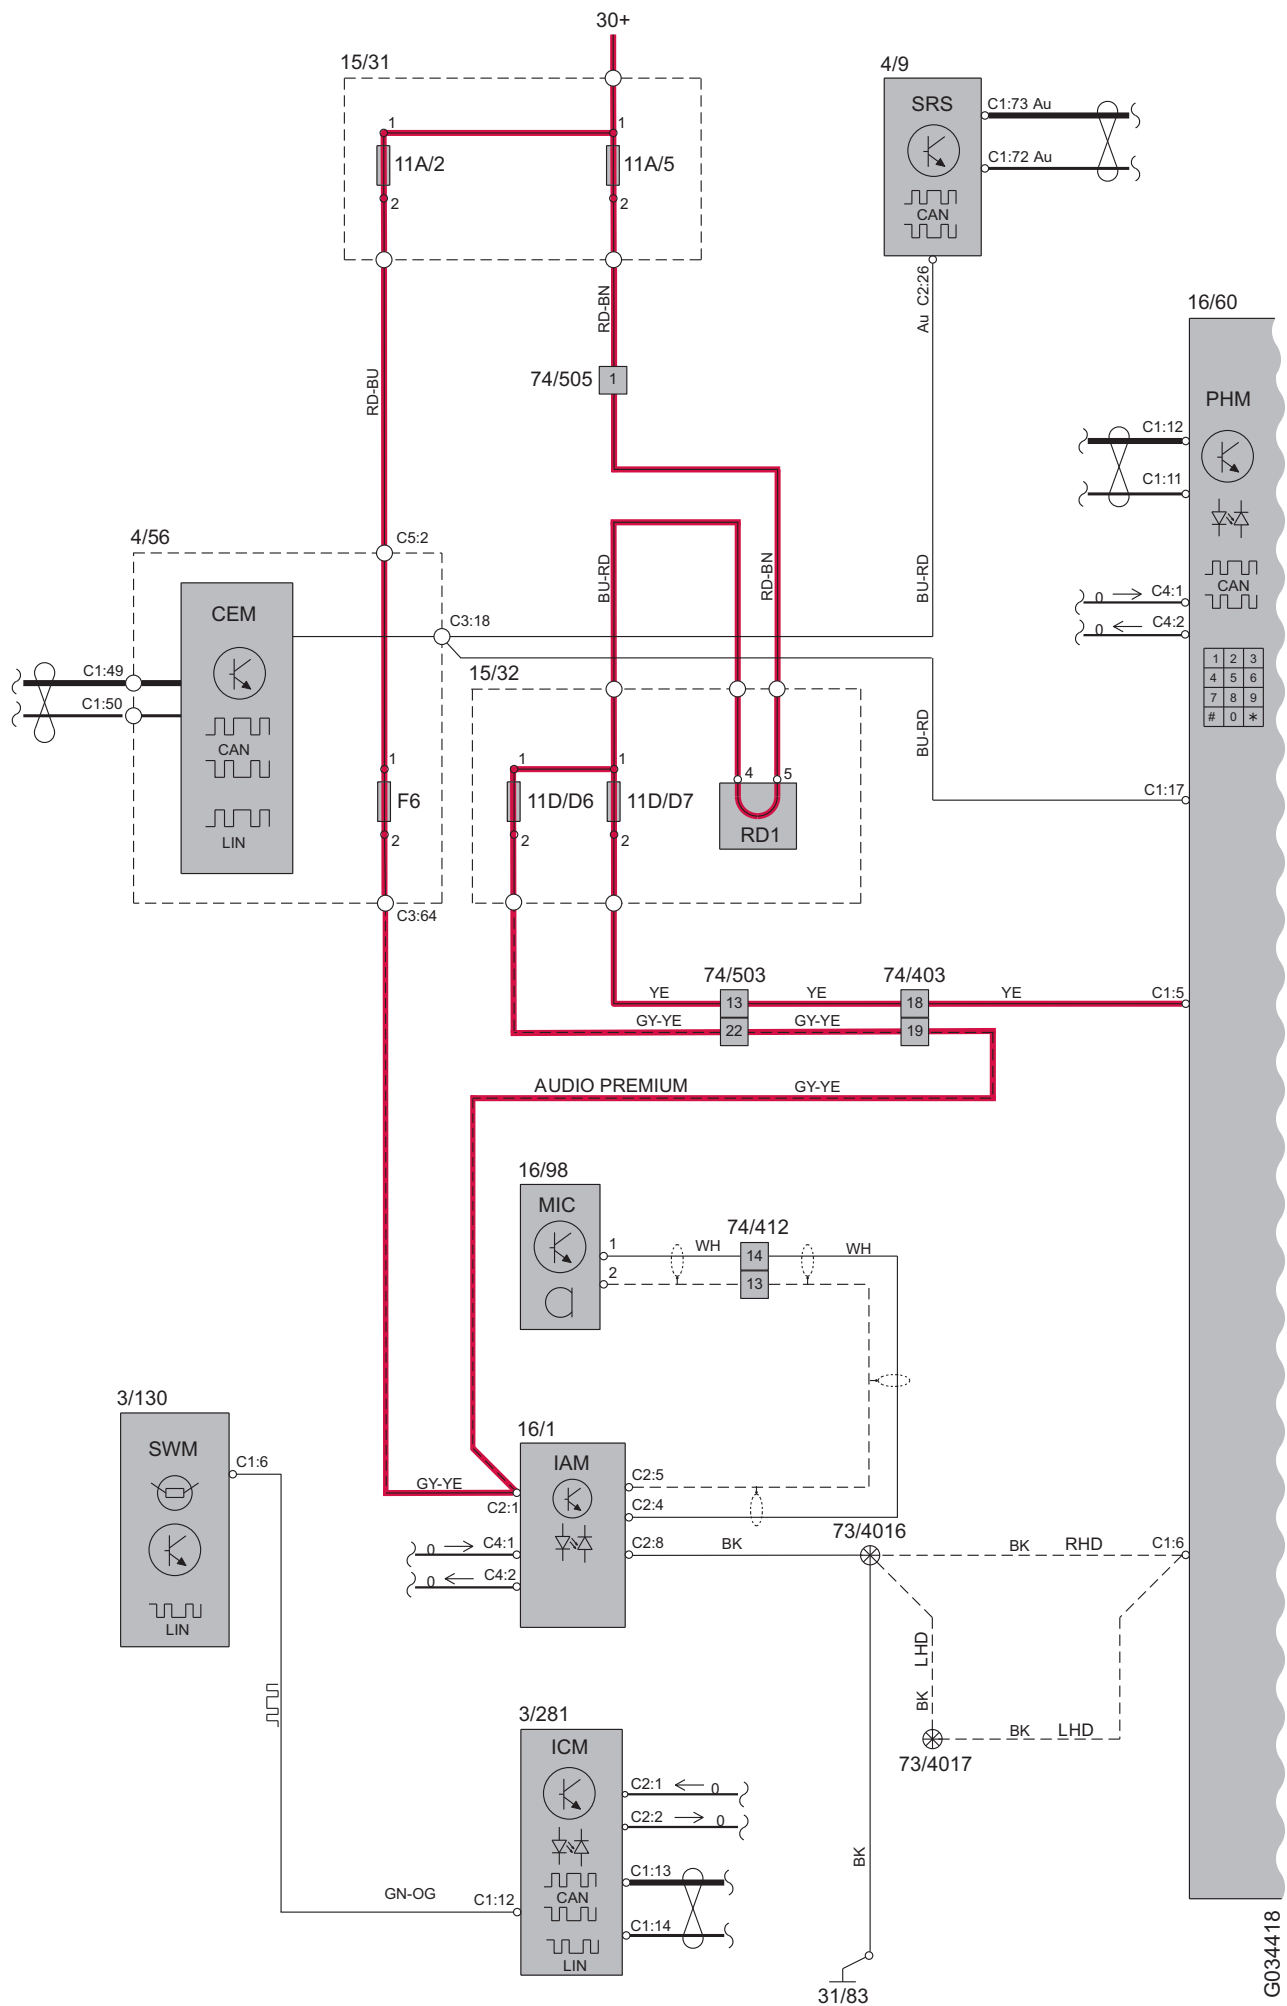 30+
15/31
1
1
11A/2
11A/5
2
2
4/9
SRS
CAN
C1:73 Au
C1:72 Au
Au C2:26
RD-BN
RD-BU
74/505
1
16/60
PHM
C1:12
C1:11
CAN
C4:1
0
C4:2
0
1 2 3
4 5 6
7 8 9
# 0 *
4/56
C5:2
CEM
C3:18
C1:49
C1:50
CAN
LIN
1
F6
2
C3:64
BU-RD
RD-BN
BU-RD
BU-RD
15/32
1
1
11D/D6
11D/D7
2
2
4
5
RD1
C1:17
74/503
74/403
YE
13
YE
18
YE
C1:5
GY-YE
22
GY-YE
19
AUDIO PREMIUM
GY-YE
16/98
MIC
1
WH
74/412
14
WH
2
13
3/130
SWM
C1:6
LIN
16/1
IAM
GY-YE
C2:1
C2:5
C2:4
C2:8
BK
73/4016
C4:1
0
C4:2
0
BK
RHD
C1:6
LHD
BK
BK
LHD
73/4017
3/281
ICM
C2:1
0
C2:2
0
CAN
C1:13
C1:14
LIN
GN-OG
C1:12
BK
31/83
G034418